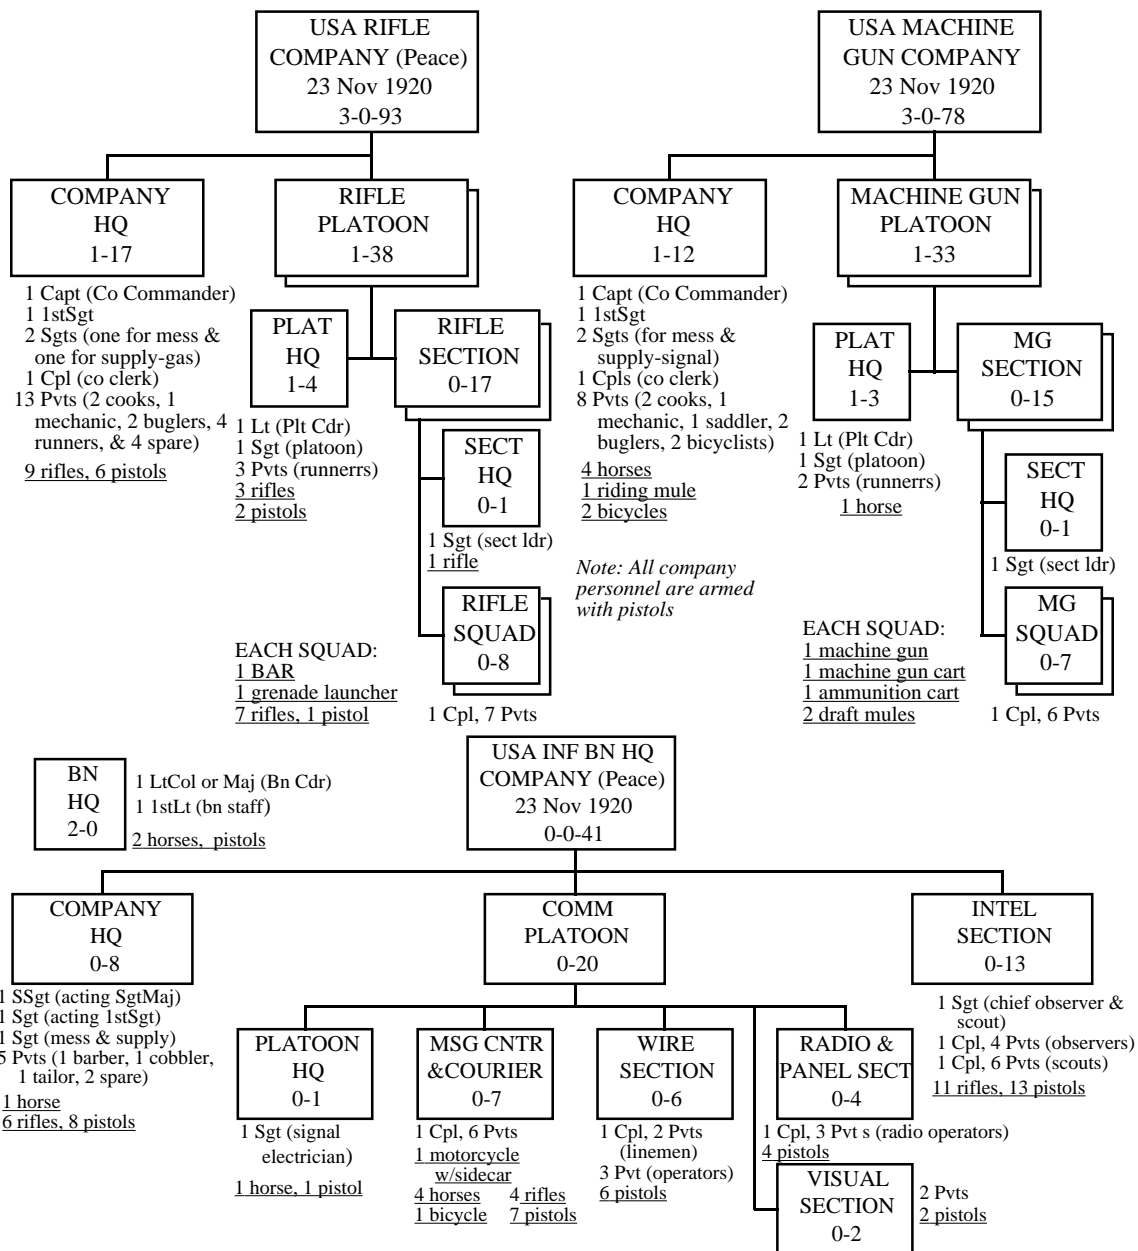 USA RIFLE
COMPANY (Peace)
23 Nov 1920
3-0-93
COMPANY
HQ
1-17
1 Capt (Co Commander)
1 1stSgt
2 Sgts (one for mess &
one for supply-gas)
1 Cpl (co clerk)
13 Pvts (2 cooks, 1
mechanic, 2 buglers, 4
runners, & 4 spare)
9 rifles, 6 pistols
RIFLE
PLATOON
1-38
PLAT
HQ
1-4
1 Lt (Plt Cdr)
1 Sgt (platoon)
3 Pvts (runnerrs)
3 rifles
2 pistols
RIFLE
SECTION
0-17
SECT
HQ
0-1
1 Sgt (sect ldr)
1 rifle
RIFLE
SQUAD
0-8
1 Cpl, 7 Pvts
EACH SQUAD:
1 BAR
1 grenade launcher
7 rifles, 1 pistol
USA MACHINE
GUN COMPANY
23 Nov 1920
3-0-78
COMPANY
HQ
1-12
1 Capt (Co Commander)
1 1stSgt
2 Sgts (for mess &
supply-signal)
1 Cpls (co clerk)
8 Pvts (2 cooks, 1
mechanic, 1 saddler, 2
buglers, 2 bicyclists)
4 horses
1 riding mule
2 bicycles
Note: All company
personnel are armed
with pistols
MACHINE GUN
PLATOON
1-33
PLAT
HQ
1-3
1 Lt (Plt Cdr)
1 Sgt (platoon)
2 Pvts (runnerrs)
1 horse
MG
SECTION
0-15
SECT
HQ
0-1
1 Sgt (sect ldr)
MG
SQUAD
0-7
1 Cpl, 6 Pvts
EACH SQUAD:
1 machine gun
1 machine gun cart
1 ammunition cart
2 draft mules
BN
HQ
2-0
1 LtCol or Maj (Bn Cdr)
1 1stLt (bn staff)
2 horses, pistols
USA INF BN HQ
COMPANY (Peace)
23 Nov 1920
0-0-41
COMPANY
HQ
0-8
1 SSgt (acting SgtMaj)
1 Sgt (acting 1stSgt)
1 Sgt (mess & supply)
5 Pvts (1 barber, 1 cobbler,
1 tailor, 2 spare)
1 horse
6 rifles, 8 pistols
COMM
PLATOON
0-20
PLATOON
HQ
0-1
1 Sgt (signal
electrician)
1 horse, 1 pistol
MSG CNTR
&COURIER
0-7
1 Cpl, 6 Pvts
1 motorcycle
w/sidecar
4 horses 4 rifles
1 bicycle 7 pistols
WIRE
SECTION
0-6
1 Cpl, 2 Pvts
(linemen)
3 Pvt (operators)
6 pistols
RADIO &
PANEL SECT
0-4
1 Cpl, 3 Pvt s (radio operators)
4 pistols
VISUAL
SECTION
0-2
2 Pvts
2 pistols
INTEL
SECTION
0-13
1 Sgt (chief observer &
scout)
1 Cpl, 4 Pvts (observers)
1 Cpl, 6 Pvts (scouts)
11 rifles, 13 pistols